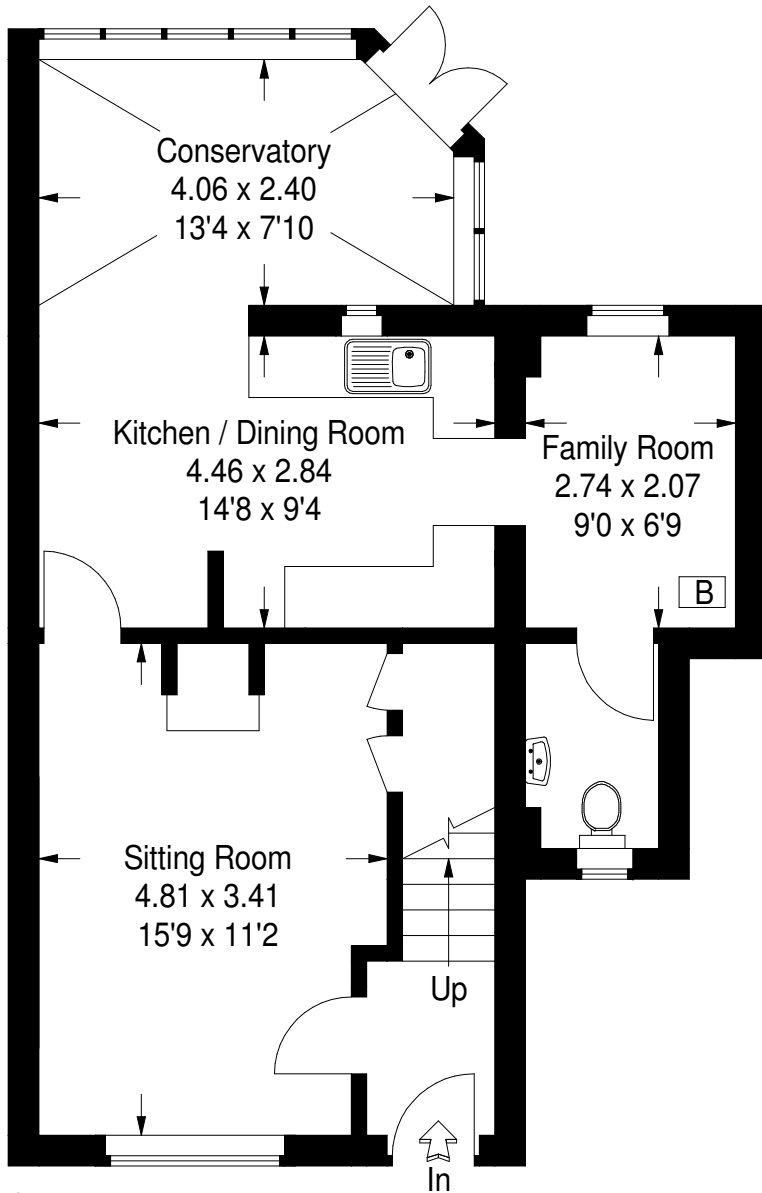 Conservatory
4.06 x 2.40
13'4 x 7'10
Kitchen / Dining Room
4.46 x 2.84
14'8 x 9'4
Family Room
2.74 x 2.07
9'0 x 6'9
B
Sitting Room
4.81 x 3.41
15'9 x 11'2
Up
In